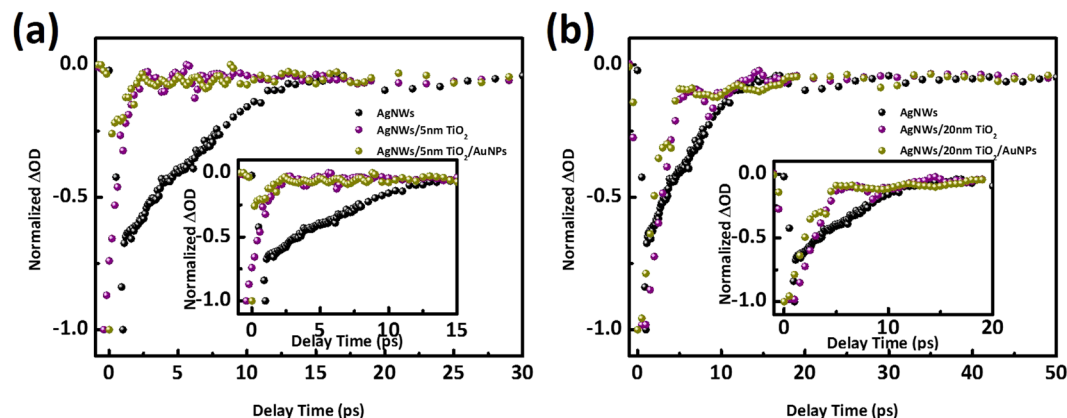 (a)
Normalized ΔOD
0.0
-0.5
-1.0
AgNWs
AgNWs/5nm TiO₂
AgNWs/5nm TiO₂/AuNPs
Normalized ΔOD
0.0
-0.5
-1.0
0 5 10 15
Delay Time (ps)
0 5 10 15 20 25 30
Delay Time (ps)
(b)
Normalized ΔOD
0.0
-0.5
-1.0
AgNWs
AgNWs/20nm TiO₂
AgNWs/20nm TiO₂/AuNPs
Normalized ΔOD
0.0
-0.5
-1.0
0 10 20
Delay Time (ps)
0 10 20 30 40 50
Delay Time (ps)